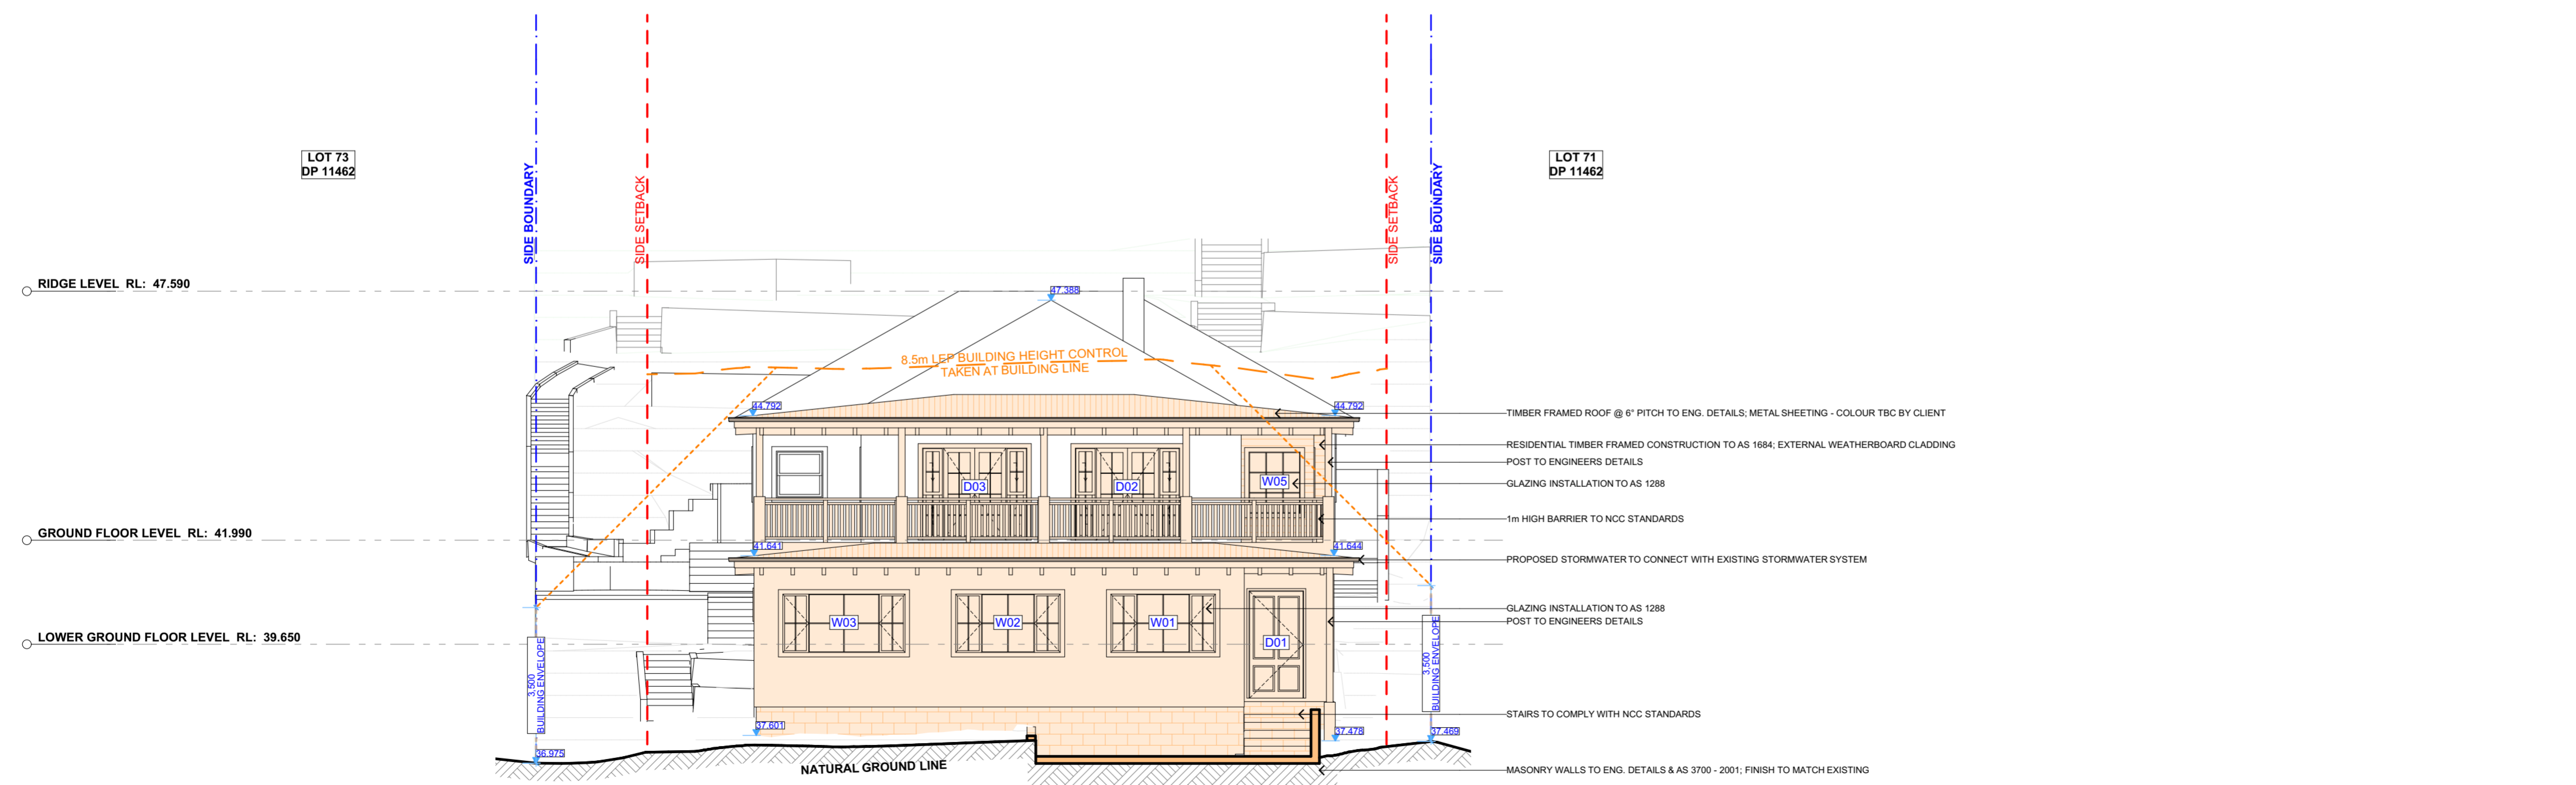 LOT 73
DP 11462
LOT 71
DP 11462
SIDE BOUNDARY
SIDE SETBACK
SIDE SETBACK
SIDE BOUNDARY
RIDGE LEVEL RL: 47.590
47.388
8.5m LEP BUILDING HEIGHT CONTROL
TAKEN AT BUILDING LINE
44.792
44.792
TIMBER FRAMED ROOF @ 6° PITCH TO ENG. DETAILS; METAL SHEETING - COLOUR TBC BY CLIENT
RESIDENTIAL TIMBER FRAMED CONSTRUCTION TO AS 1684; EXTERNAL WEATHERBOARD CLADDING
POST TO ENGINEERS DETAILS
D03
D02
W05
GLAZING INSTALLATION TO AS 1288
1m HIGH BARRIER TO NCC STANDARDS
GROUND FLOOR LEVEL RL: 41.990
41.641
41.644
PROPOSED STORMWATER TO CONNECT WITH EXISTING STORMWATER SYSTEM
GLAZING INSTALLATION TO AS 1288
POST TO ENGINEERS DETAILS
W03
W02
W01
D01
LOWER GROUND FLOOR LEVEL RL: 39.650
3,500
BUILDING ENVELOPE
3,500
BUILDING ENVELOPE
STAIRS TO COMPLY WITH NCC STANDARDS
37.601
37.478
37.469
36.975
NATURAL GROUND LINE
MASONRY WALLS TO ENG. DETAILS & AS 3700 - 2001; FINISH TO MATCH EXISTING